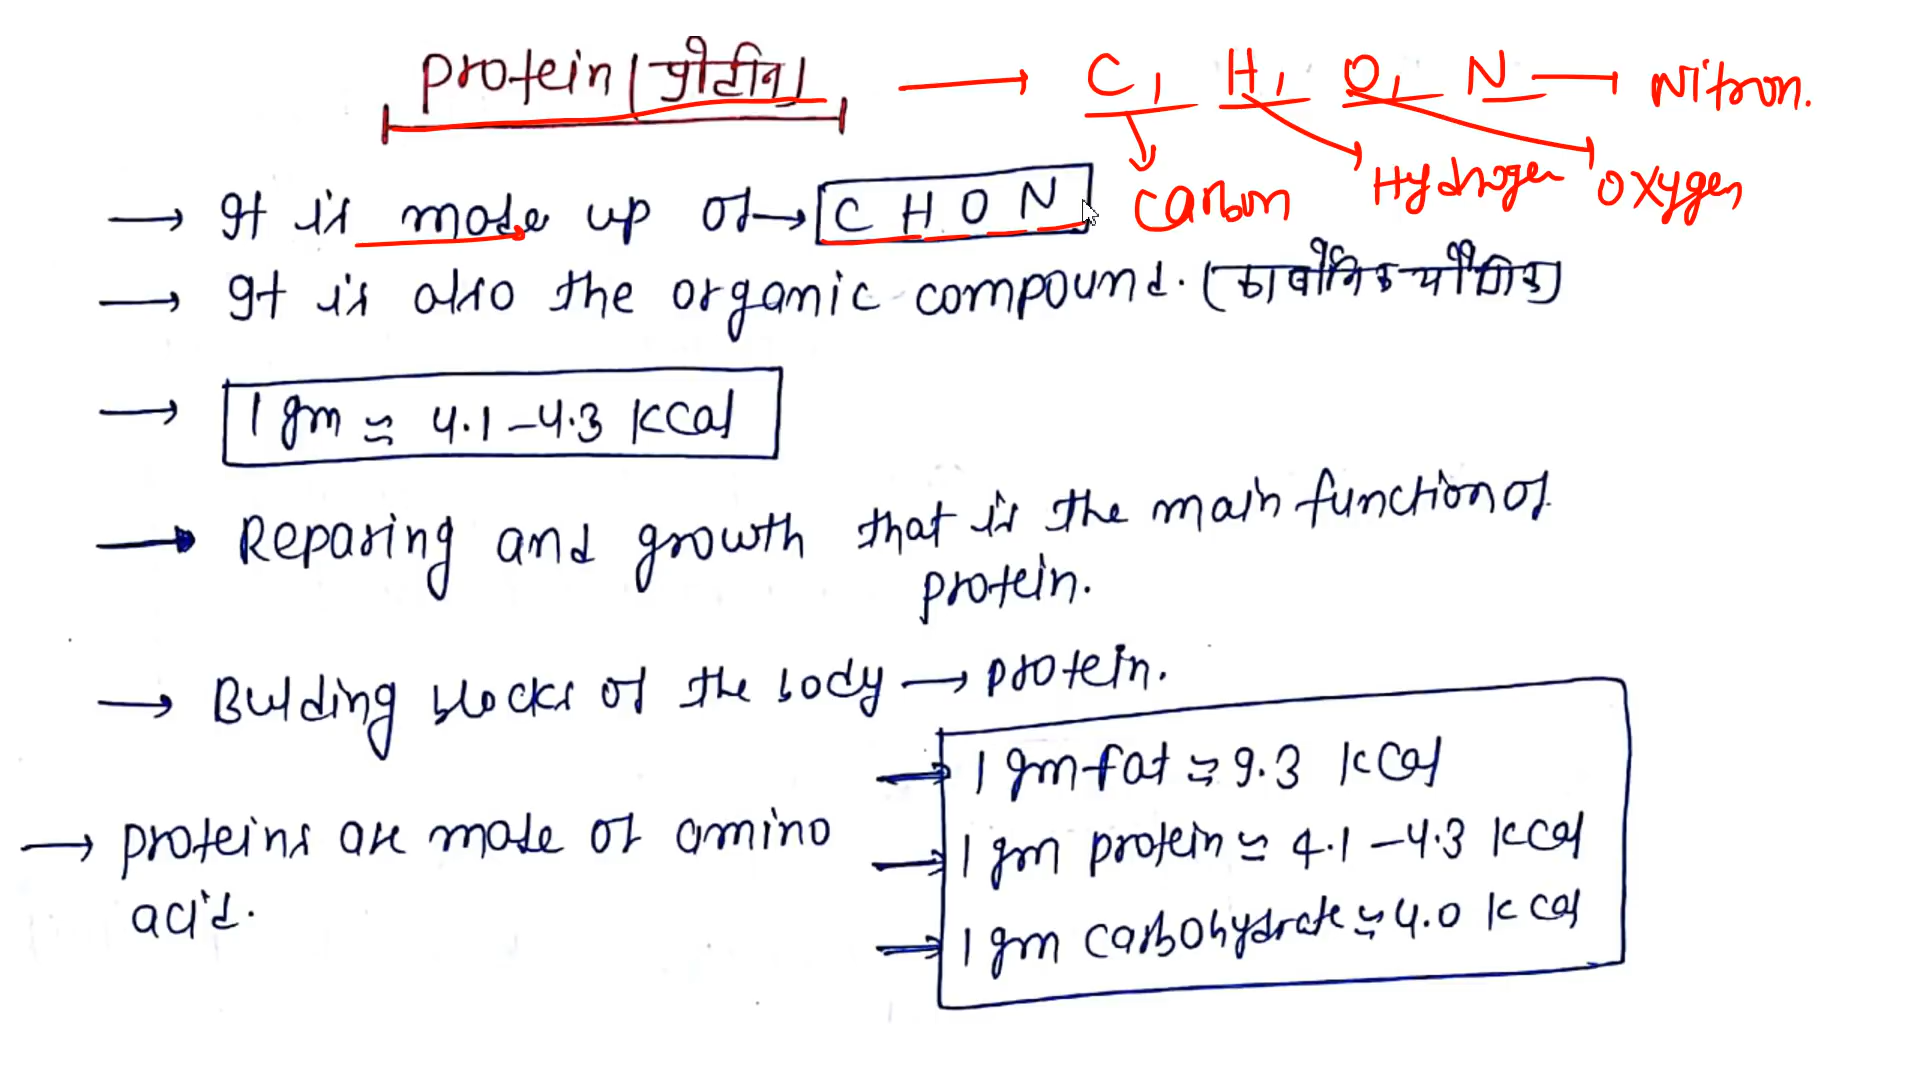 protein (प्रोटीन) → C, H, O, N → Nitron.
Carbon Hydrogen Oxygen
→ It is made up of → C H O N
→ It is also the organic compound. (कार्बोनिक यौगिक)
→ 1 gm ≃ 4.1 – 4.3 kcal
→ Reparing and growth that is the main function of
protein.
→ Bulding blocks of the body → protein.
→ 1 gm fat ≃ 9.3 kcal
→ proteins are made of amino
acid.
→ 1 gm protein ≃ 4.1 – 4.3 kcal
→ 1 gm carbohydrate ≃ 4.0 kcal